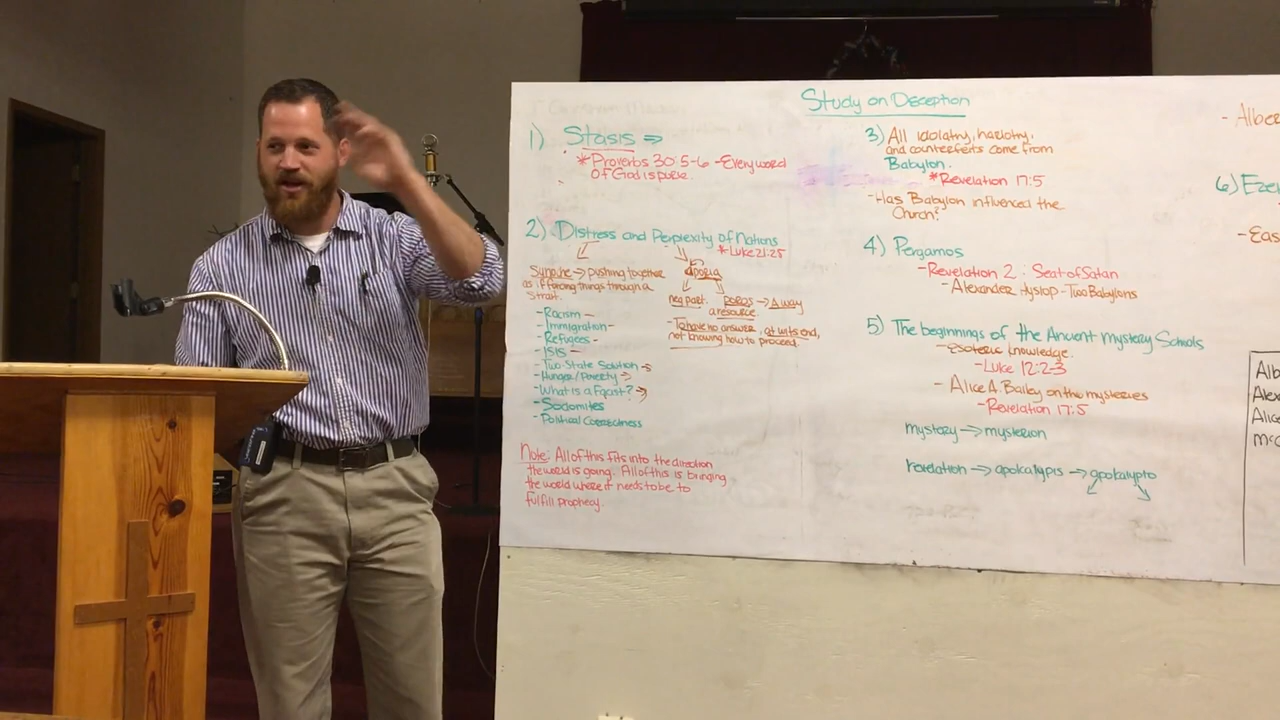 Study on Deception
1) Stasis ⇒
*Proverbs 30:5-6 - Every word
of God is pure.
2) Distress and Perplexity of Nations
*Luke 21:25
Synoche → pushing together
as if forcing things through a
strait.
aporia
neg part. poros → A way
a resource
- To have no answer, at wits end,
not knowing how to proceed.
- Racism -
- Immigration -
- Refugees -
- ISIS -
- Two-State Solution →
- Hunger/Poverty →
- What is a Fact? →
- Sodomites
- Political Correctness
Note: All of this fits into the direction
the world is going. All of this is bringing
the world where it needs to be to
fulfill prophecy.
3) All idolatry, harlotry,
and counterfeits come from
Babylon.
*Revelation 17:5
- Has Babylon influenced the
Church?
4) Pergamos
- Revelation 2: Seat of Satan
- Alexander Hyslop - Two Babylons
5) The beginnings of the Ancient mystery Schools
- Esoteric knowledge.
- Luke 12:2-3
- Alice A. Bailey on the mysteries
- Revelation 17:5
mystery → mysterion
revelation → apokalypis → apokalypto
- Alber
6) Eze
- Eas
Alb
Alex
Alic